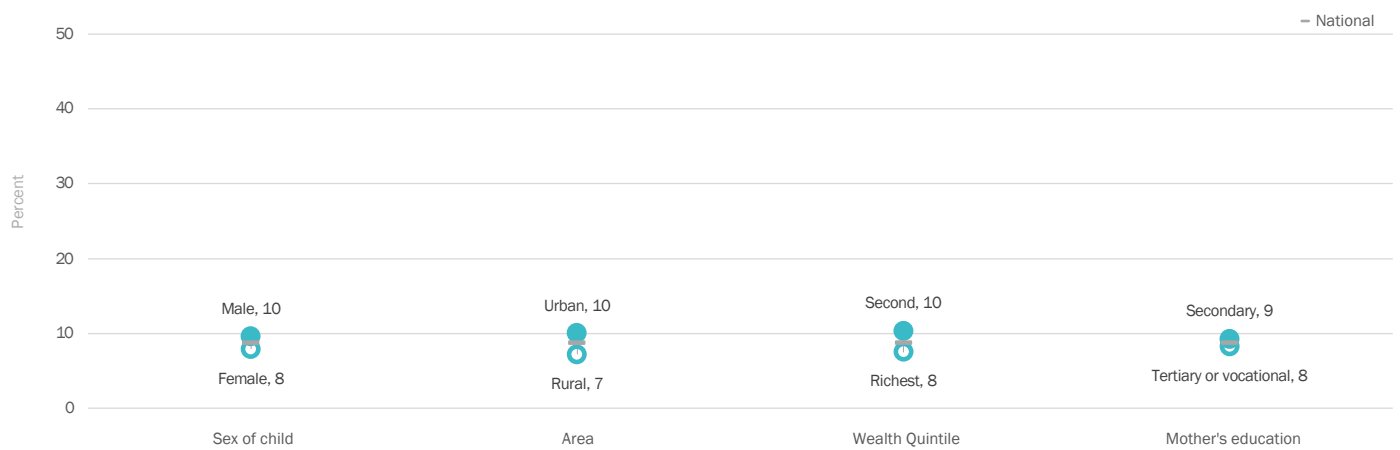 – National
Percent
50
40
30
20
10
0
Male, 10
Female, 8
Urban, 10
Rural, 7
Second, 10
Richest, 8
Secondary, 9
Tertiary or vocational, 8
Sex of child
Area
Wealth Quintile
Mother's education